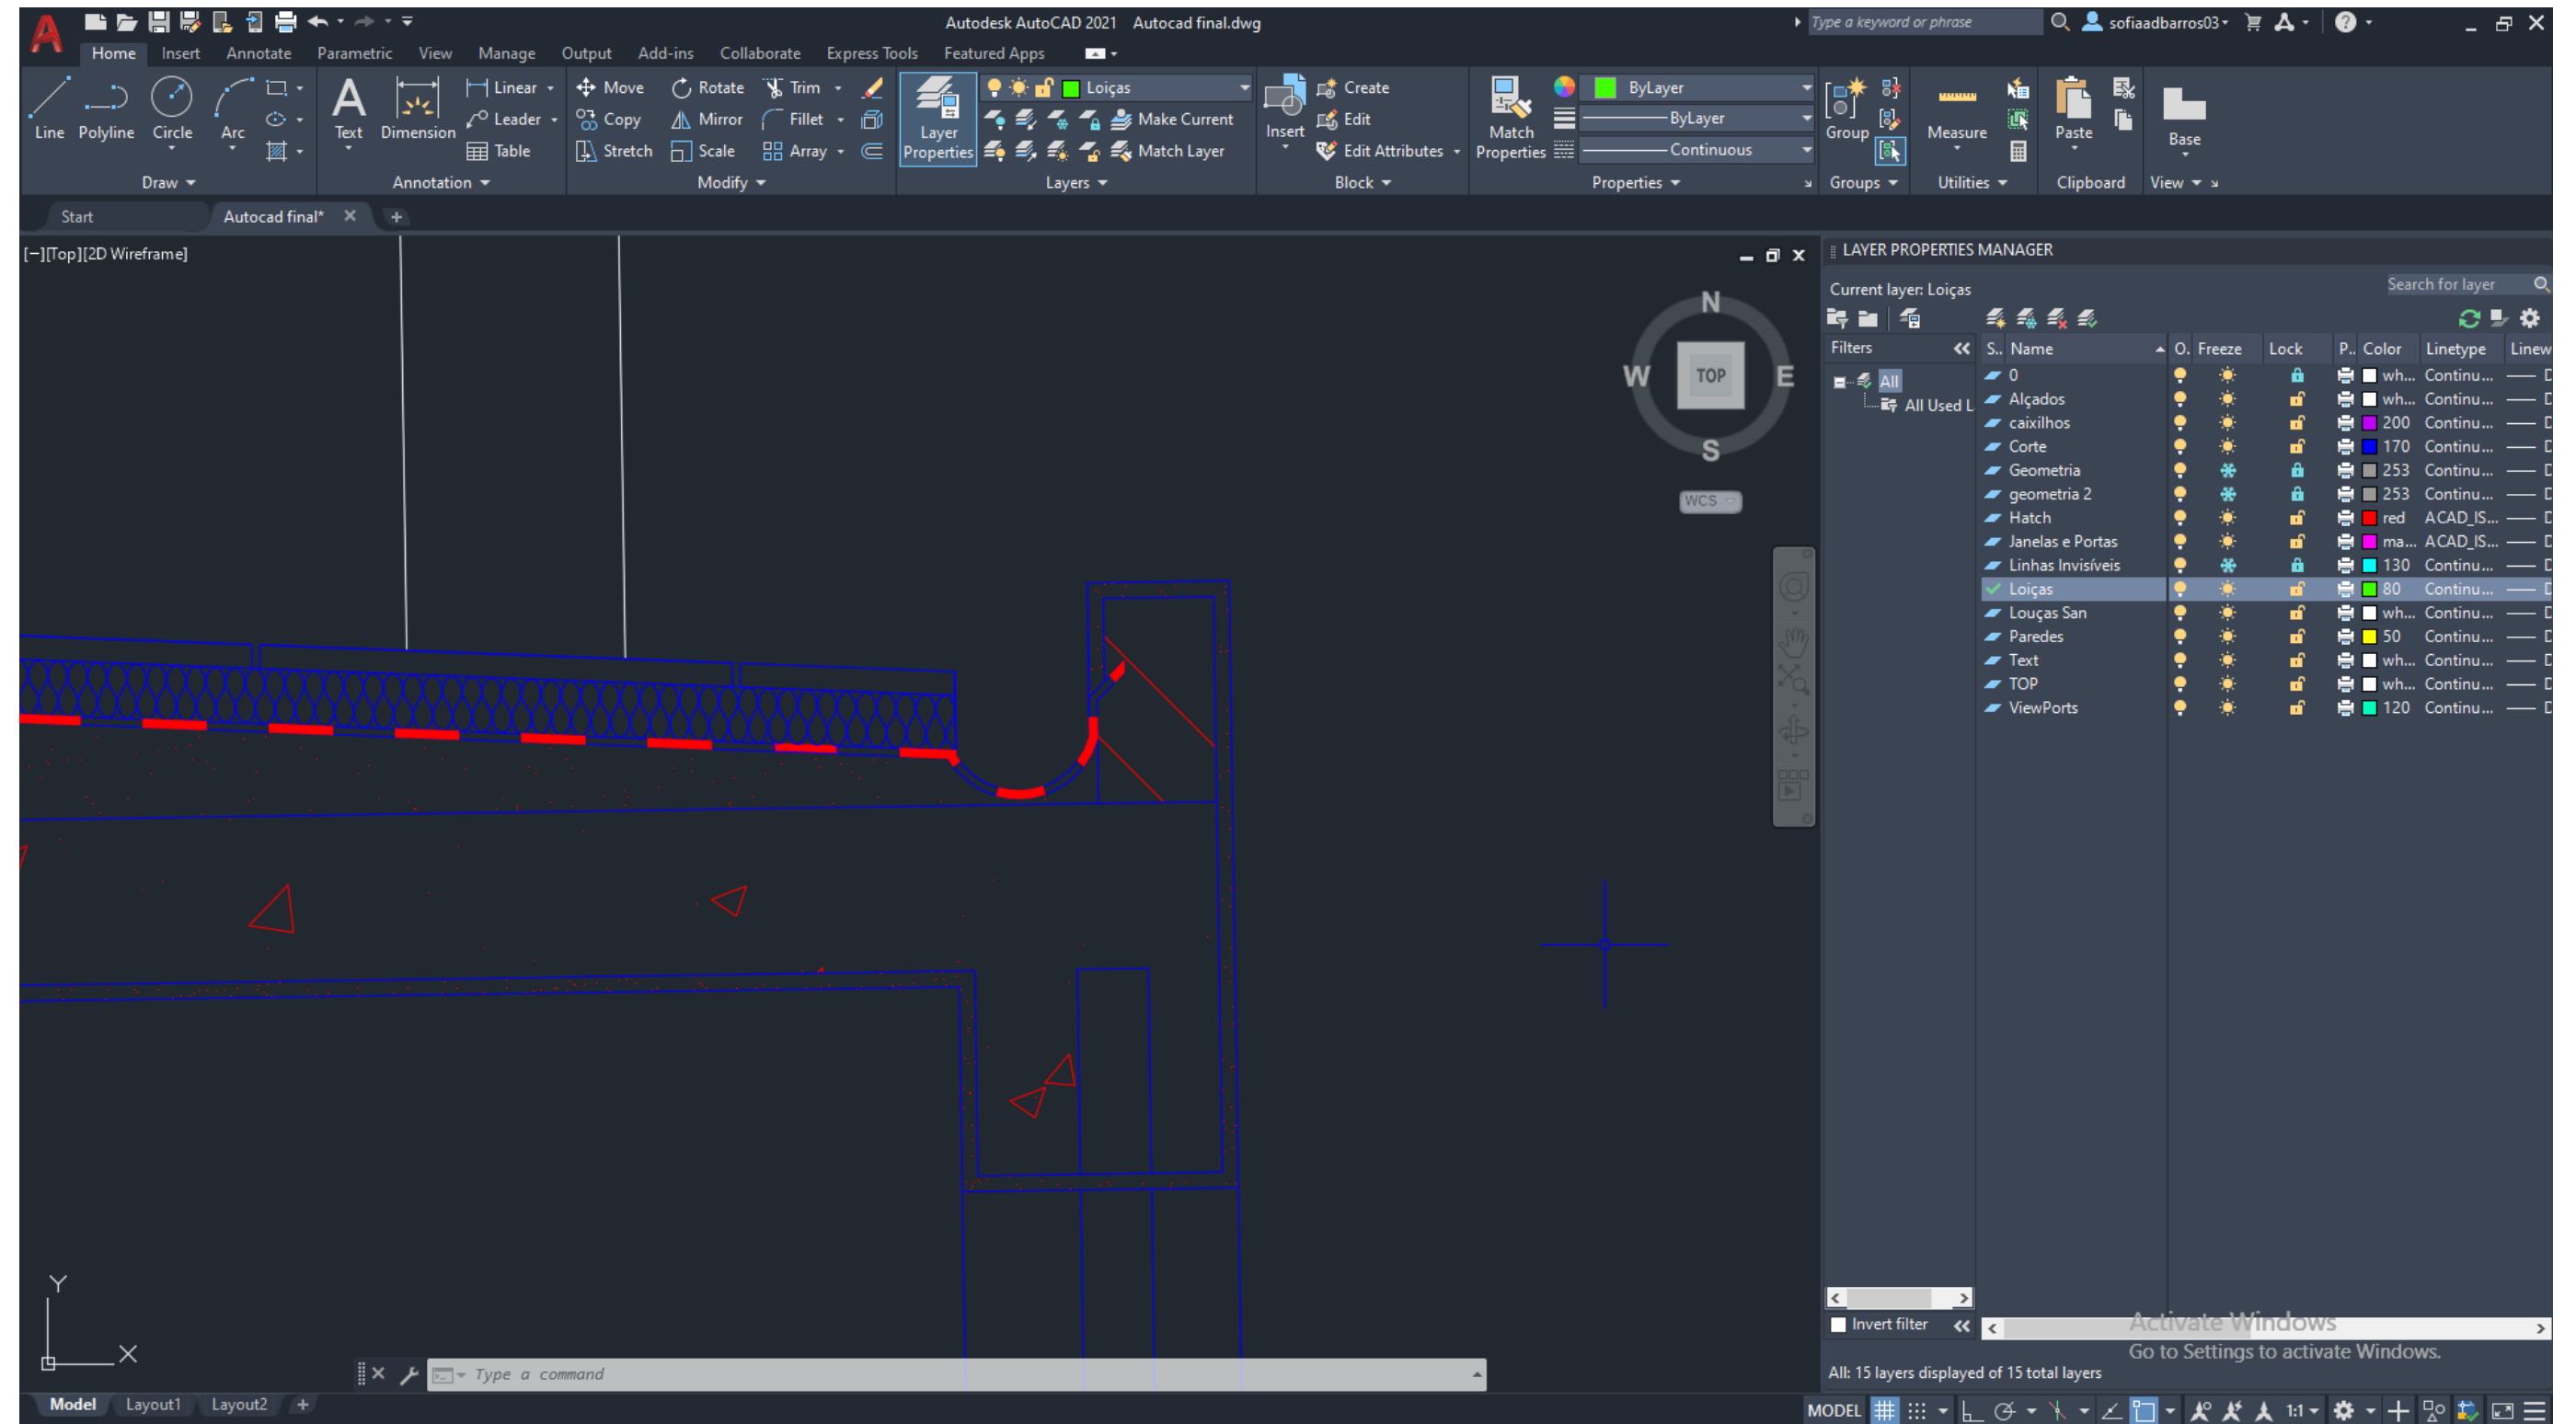 Autodesk AutoCAD 2021 Autocad final.dwg
Type a keyword or phrase
sofiaadbarros03
Home Insert Annotate Parametric View Manage Output Add-ins Collaborate Express Tools Featured Apps
Line Polyline Circle Arc
Text Dimension
Linear
Leader
Table
Move Rotate Trim
Copy Mirror Fillet
Stretch Scale Array
Layer Properties
Loiças
Make Current
Match Layer
Insert
Create
Edit
Edit Attributes
Match Properties
ByLayer
ByLayer
Continuous
Group
Measure
Paste
Base
Draw Annotation Modify Layers Block Properties Groups Utilities Clipboard View
Start Autocad final* +
[−][Top][2D Wireframe]
N
W TOP E
S
WCS
LAYER PROPERTIES MANAGER
Current layer: Loiças
Search for layer
Filters
All
All Used L
S.. Name O. Freeze Lock P.. Color Linetype Linew
0 wh... Continu... D
Alçados wh... Continu... D
caixilhos 200 Continu... D
Corte 170 Continu... D
Geometria 253 Continu... D
geometria 2 253 Continu... D
Hatch red ACAD_IS... D
Janelas e Portas ma... ACAD_IS... D
Linhas Invisíveis 130 Continu... D
Loiças 80 Continu... D
Louças San wh... Continu... D
Paredes 50 Continu... D
Text wh... Continu... D
TOP wh... Continu... D
ViewPorts 120 Continu... D
Invert filter
Activate Windows
Go to Settings to activate Windows.
All: 15 layers displayed of 15 total layers
Y
X
Type a command
Model Layout1 Layout2 +
MODEL 1:1